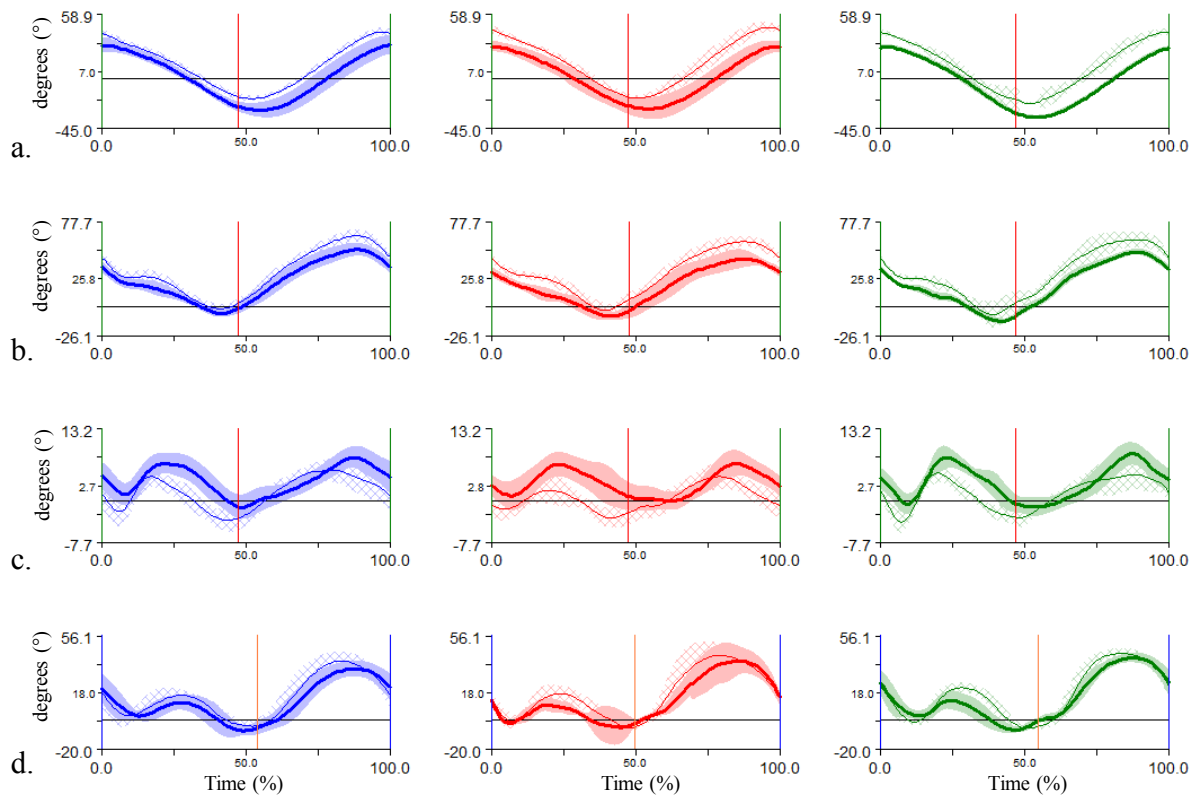 58.9 58.9 58.9
degrees (°)
7.0 7.0 7.0
-45.0 -45.0 -45.0
a.
0.0 50.0 100.0 0.0 50.0 100.0 0.0 50.0 100.0
77.7 77.7 77.7
degrees (°)
25.8 25.8 25.8
-26.1 -26.1 -26.1
b.
0.0 50.0 100.0 0.0 50.0 100.0 0.0 50.0 100.0
13.2 13.2 13.2
degrees (°)
2.7 2.8 2.7
-7.7 -7.7 -7.7
c.
0.0 50.0 100.0 0.0 50.0 100.0 0.0 50.0 100.0
56.1 56.1 56.1
degrees (°)
18.0 18.0 18.0
-20.0 -20.0 -20.0
d.
0.0 Time (%) 100.0 0.0 Time (%) 100.0 0.0 Time (%) 100.0